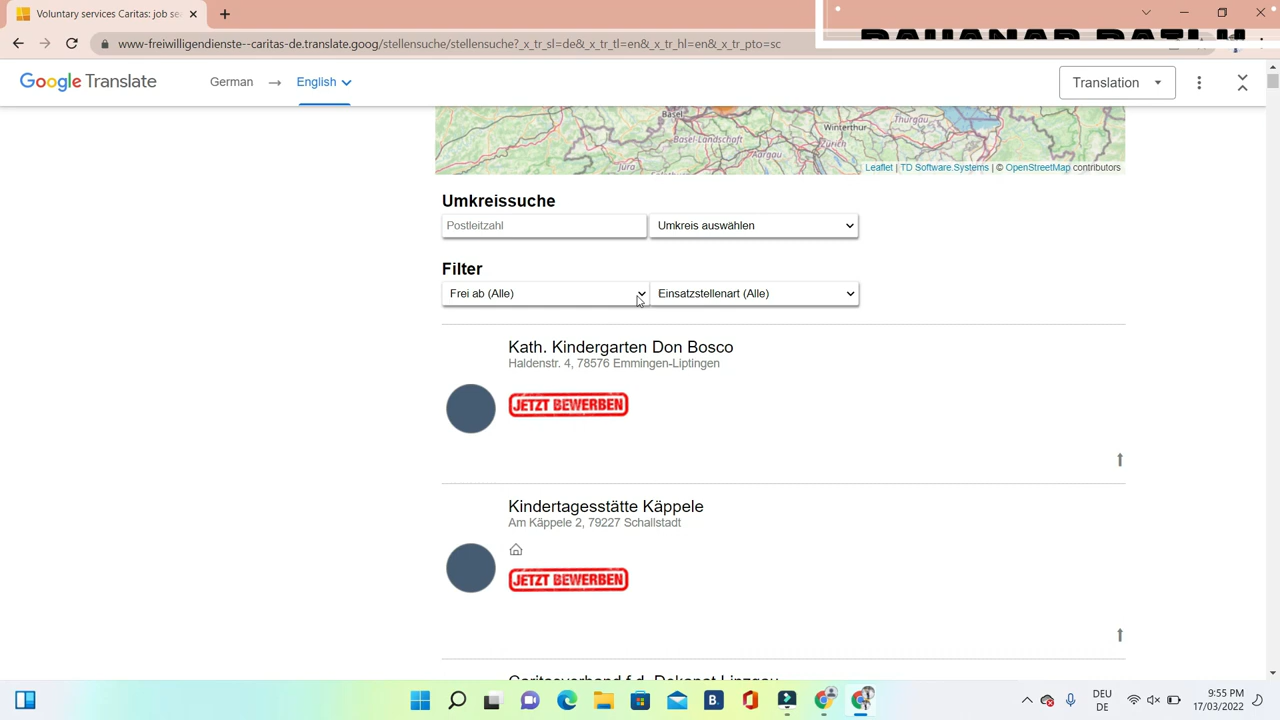 Voluntary services Caritas: job se
www-freiwilligendienste--caritas-de.translate.goog/stellensuche/stellensuche?_x_tr_sl=de&_x_tr_tl=en&_x_tr_hl=en&_x_tr_pto=sc
Google Translate
German → English
Translation
Basel
Thurgau
Winterthur
Basel-Landschaft
Zürich
Aargau
Jura
Leaflet | TD Software.Systems | © OpenStreetMap contributors
Umkreissuche
Postleitzahl
Umkreis auswählen
Filter
Frei ab (Alle)
Einsatzstellenart (Alle)
Kath. Kindergarten Don Bosco
Haldenstr. 4, 78576 Emmingen-Liptingen
JETZT BEWERBEN
Kindertagesstätte Käppele
Am Käppele 2, 79227 Schallstadt
JETZT BEWERBEN
Caritasverband f.d. Dekanat Linzgau
DEU
DE
9:55 PM
17/03/2022